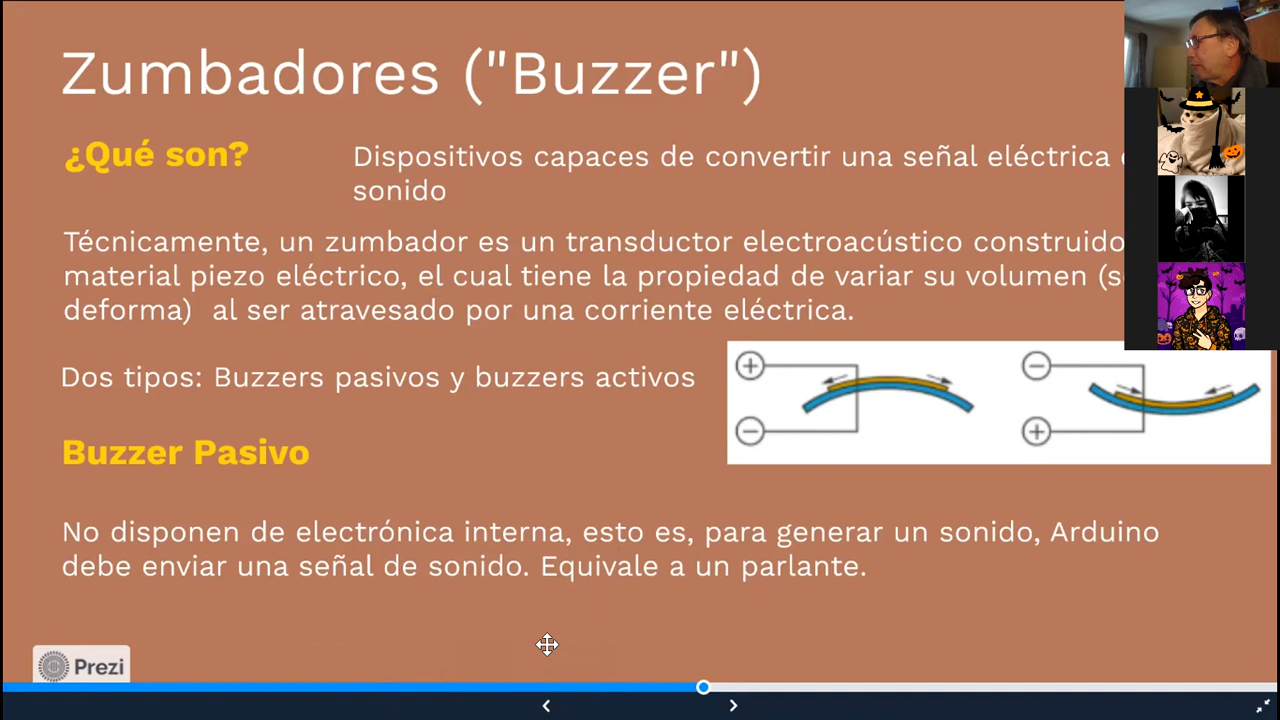 Zumbadores ("Buzzer")
¿Qué son?
Dispositivos capaces de convertir una señal eléctrica
sonido
Técnicamente, un zumbador es un transductor electroacústico construido
material piezo eléctrico, el cual tiene la propiedad de variar su volumen
deforma) al ser atravesado por una corriente eléctrica.
Dos tipos: Buzzers pasivos y buzzers activos
+
-
-
+
Buzzer Pasivo
No disponen de electrónica interna, esto es, para generar un sonido, Arduino
debe enviar una señal de sonido. Equivale a un parlante.
Prezi